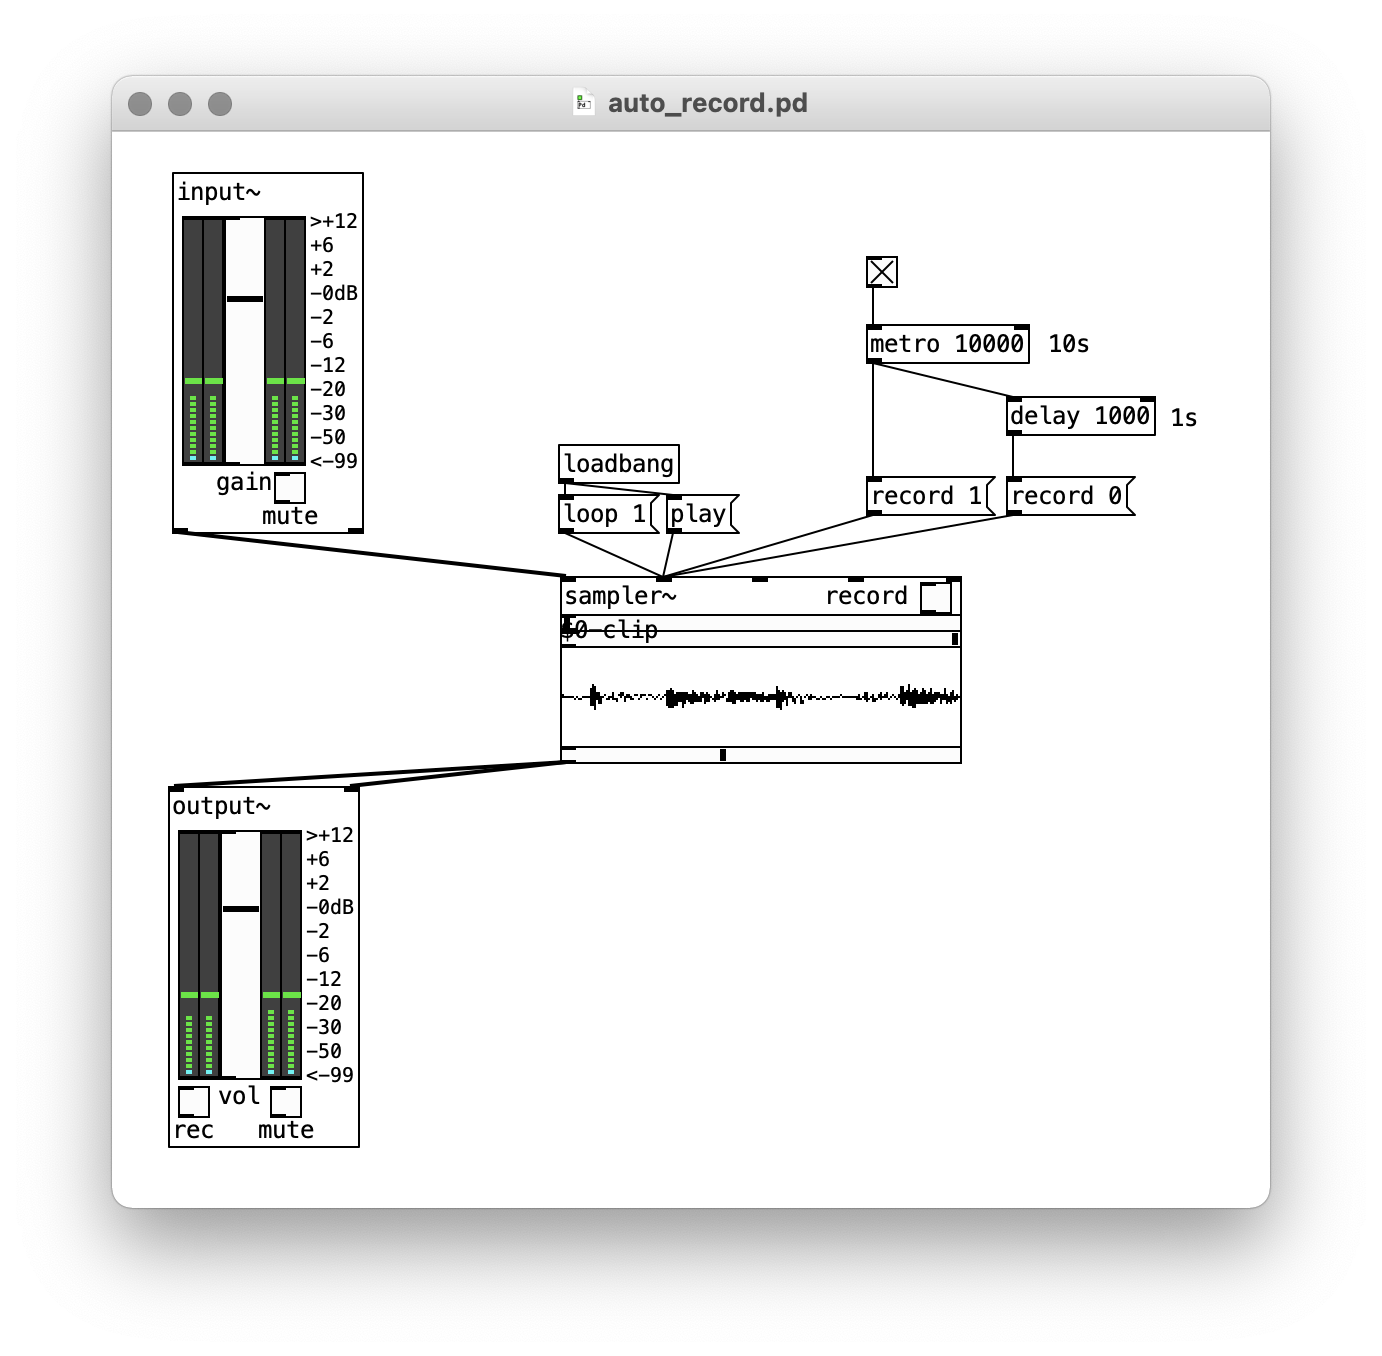 auto_record.pd
input~
>+12
+6
+2
-0dB
-2
-6
-12
-20
-30
-50
<-99
gain
mute
metro 10000 10s
delay 1000 1s
loadbang
loop 1 play
record 1 record 0
sampler~ record
$0-clip
output~
>+12
+6
+2
-0dB
-2
-6
-12
-20
-30
-50
<-99
vol
rec mute